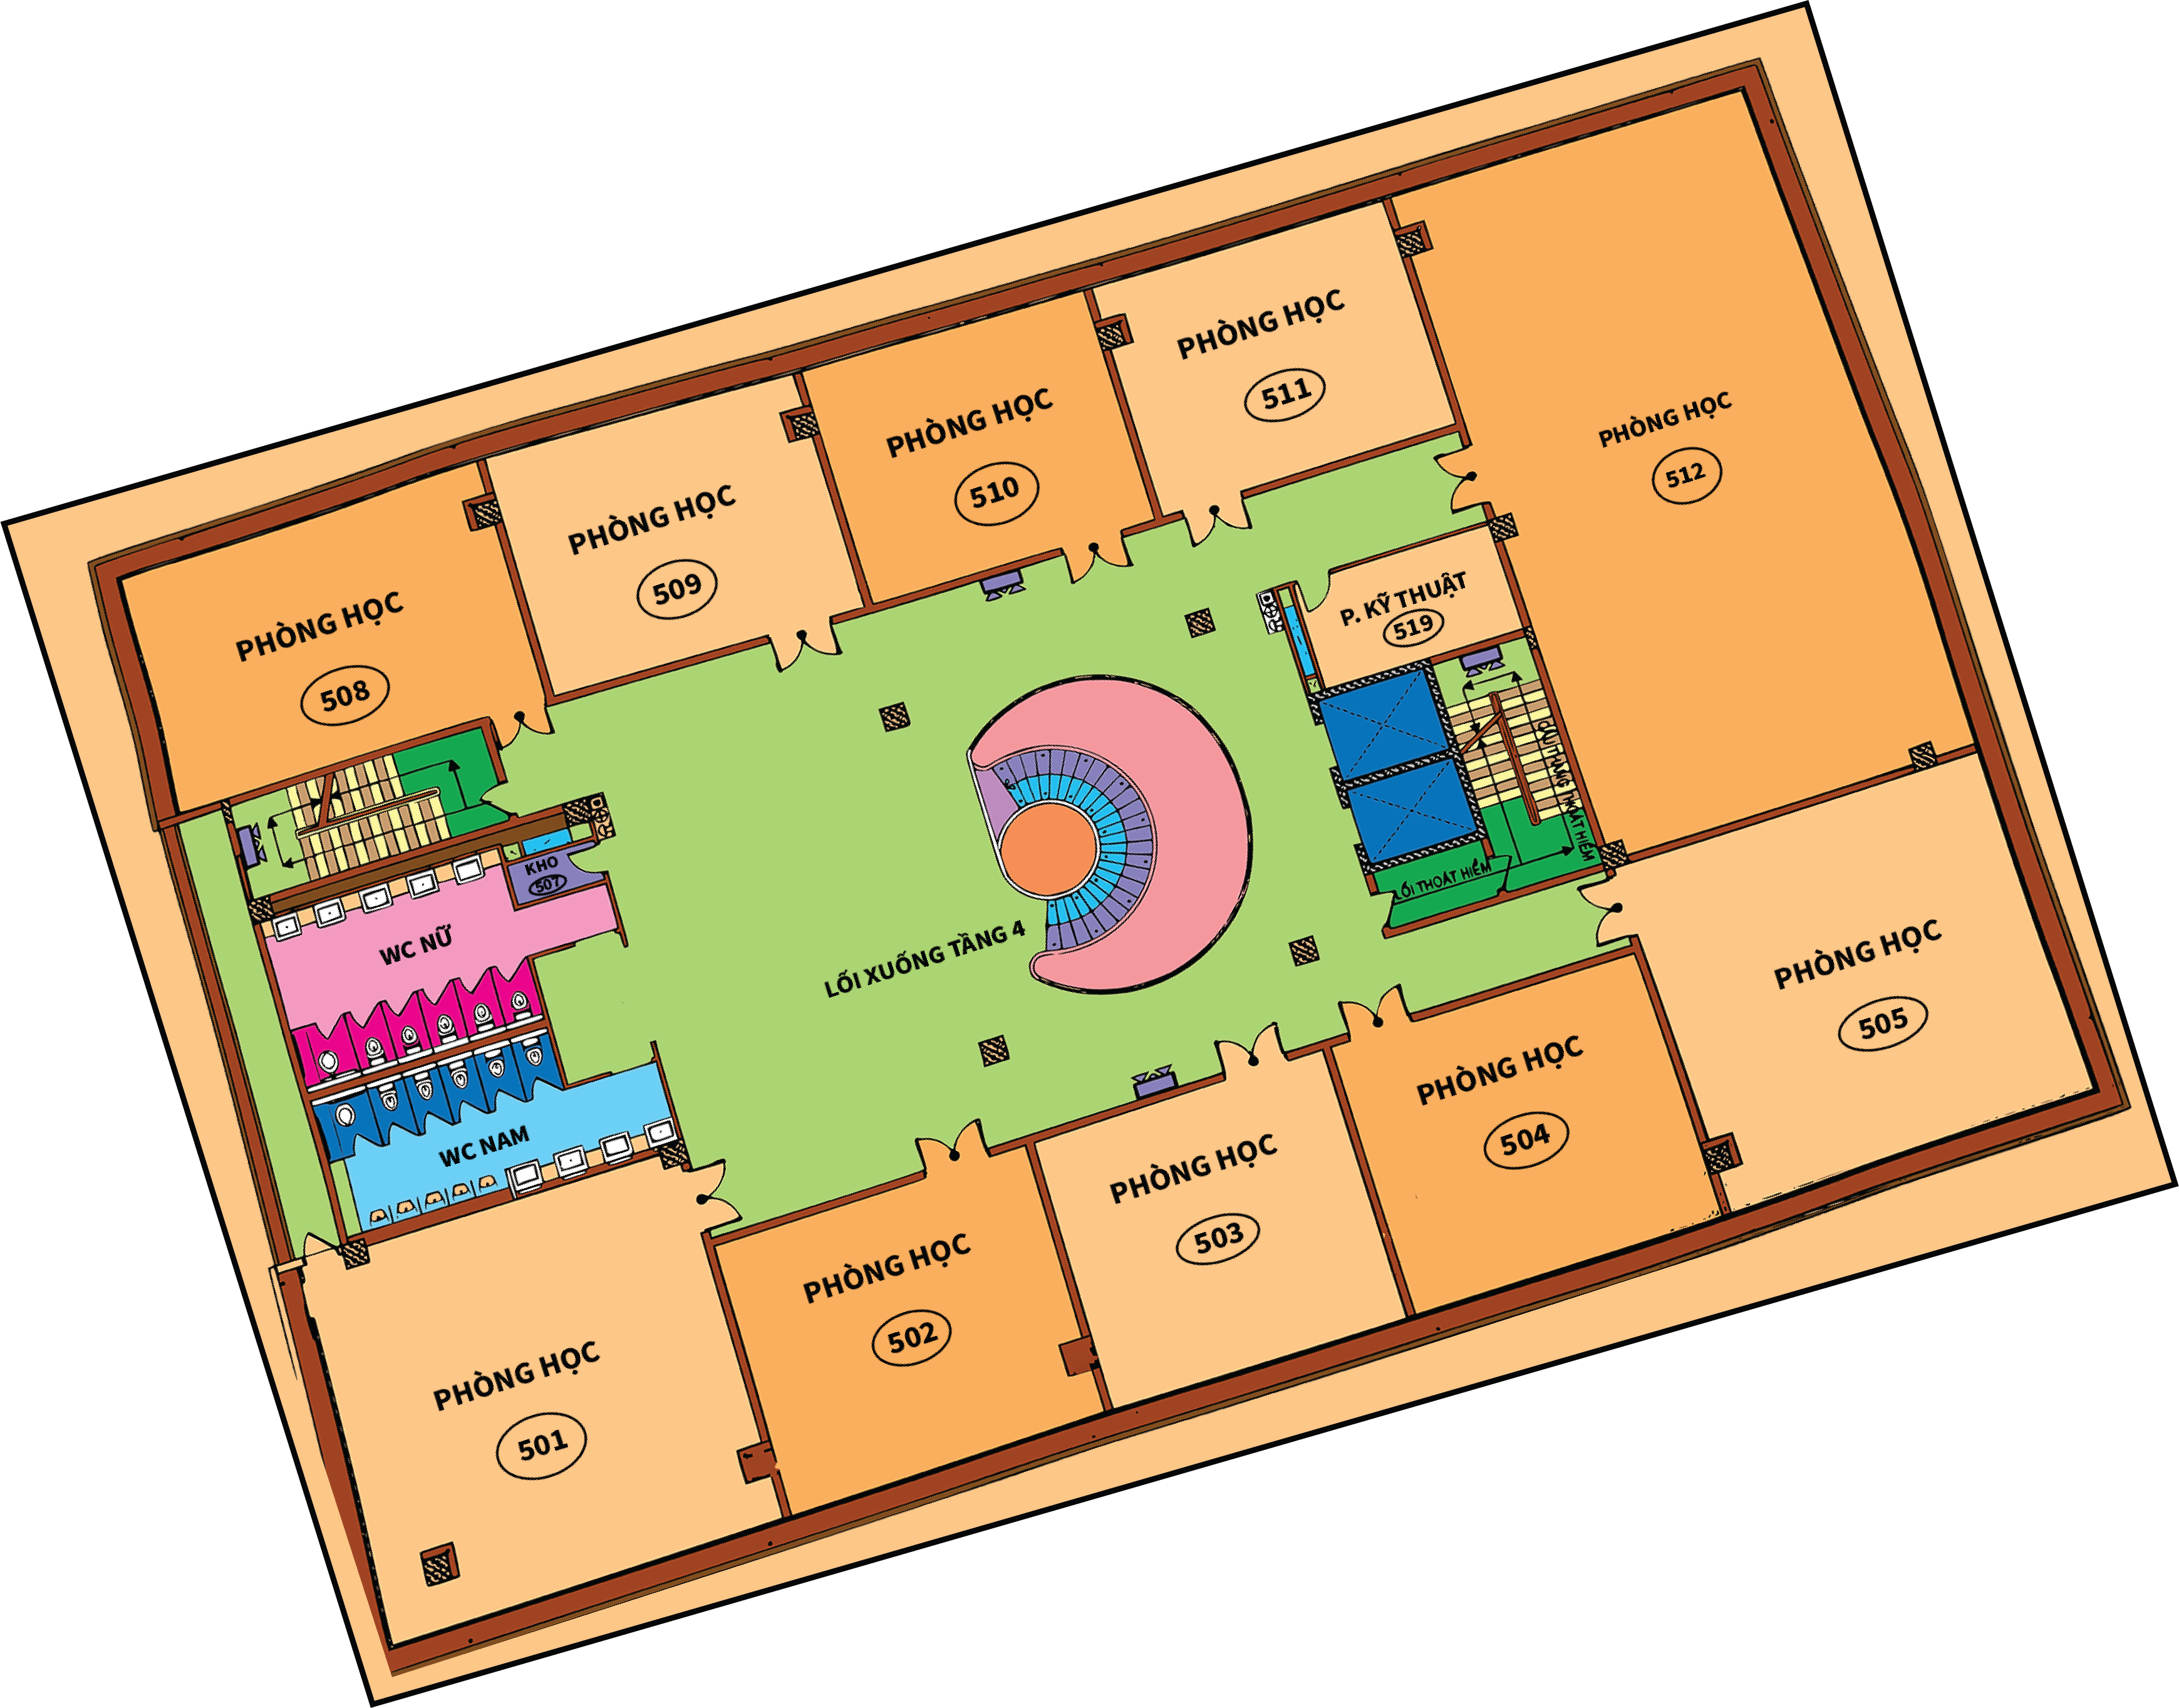 PHÒNG HỌC
511
PHÒNG HỌC
510
PHÒNG HỌC
512
PHÒNG HỌC
509
PHÒNG HỌC
508
P. KỸ THUẬT
519
CẦU THANG THOÁT HIỂM
LỐI THOÁT HIỂM
KHO
507
WC NỮ
LỐI XUỐNG TẦNG 4
WC NAM
PHÒNG HỌC
505
PHÒNG HỌC
504
PHÒNG HỌC
503
PHÒNG HỌC
502
PHÒNG HỌC
501